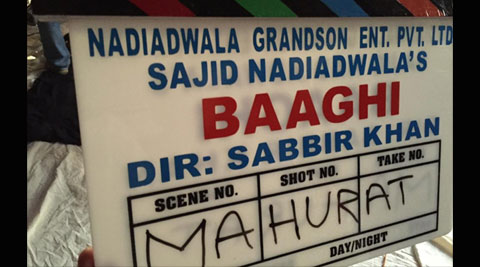 NADIADWALA GRANDSON ENT. PVT. LTD
SAJID NADIADWALA'S
BAAGHI
DIR: SABBIR KHAN
SCENE NO. SHOT NO. TAKE NO.
MAHURAT
DAY/NIGHT